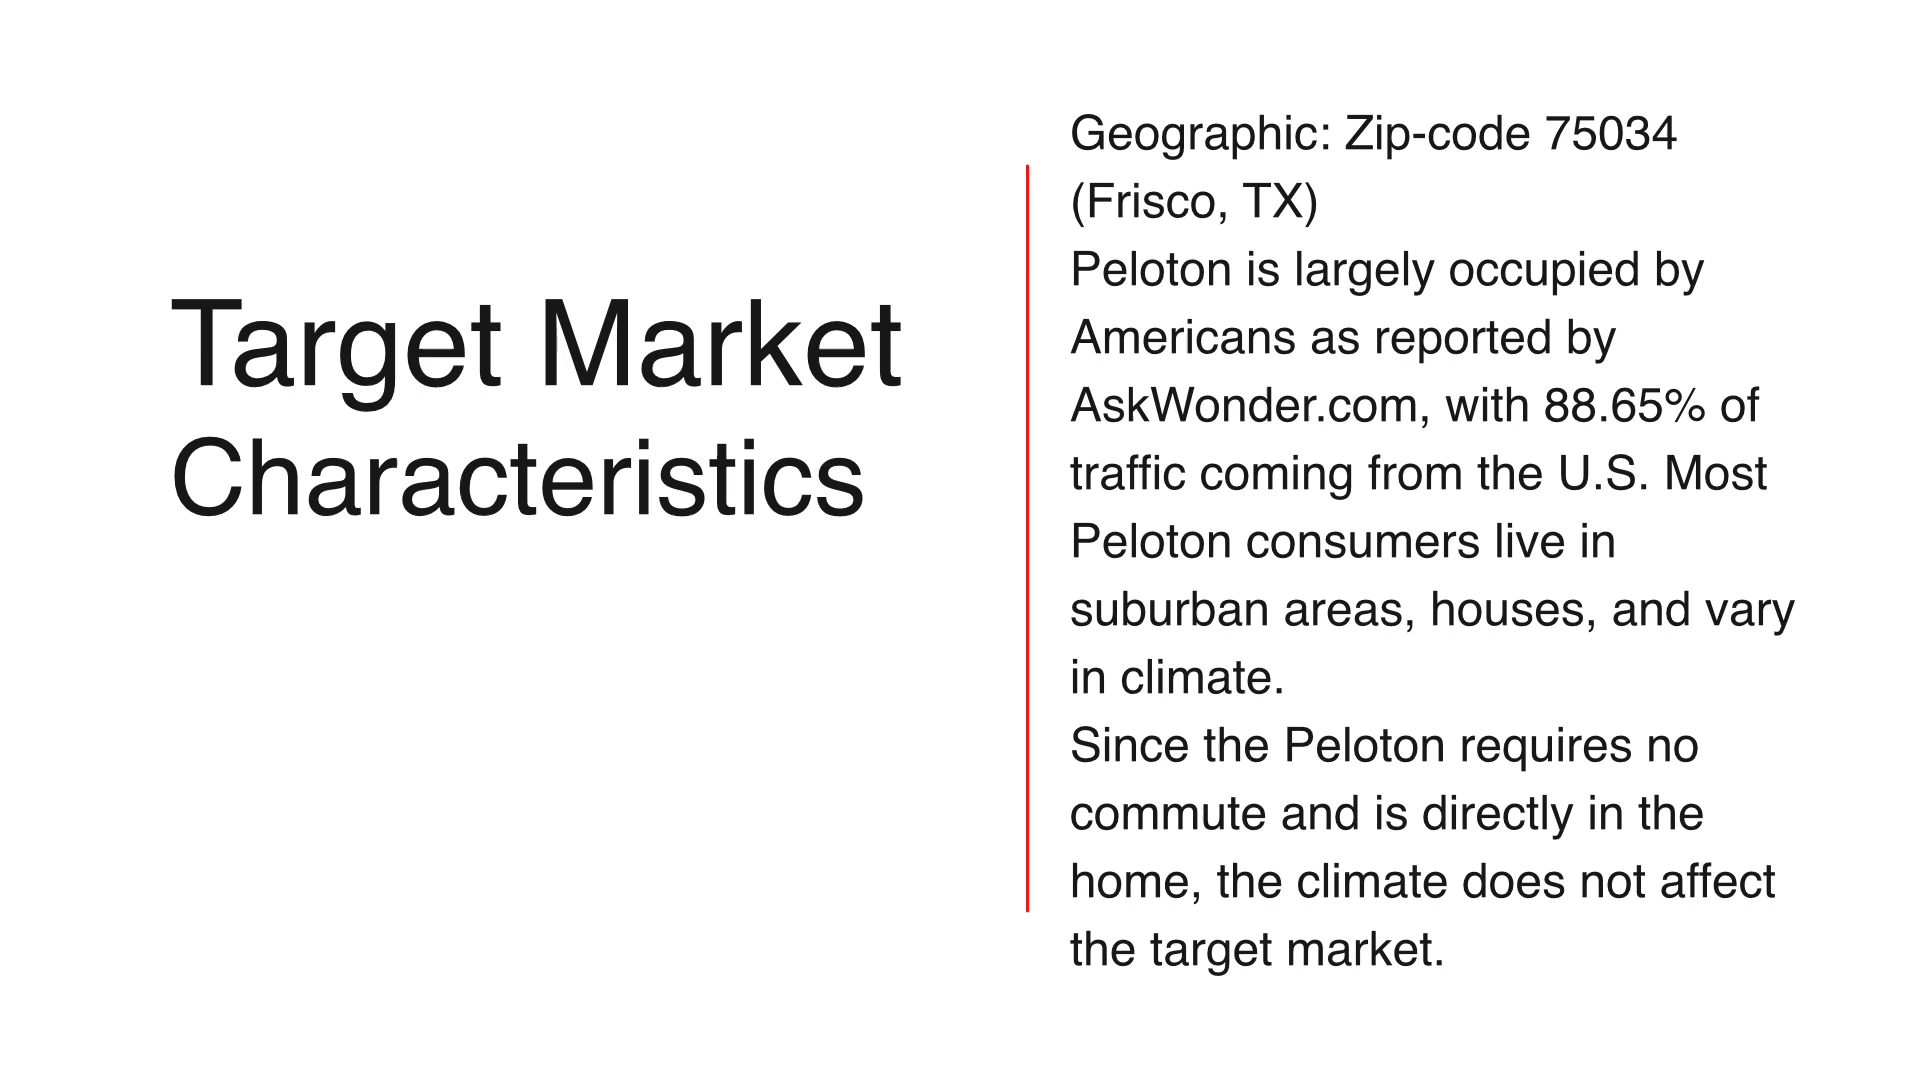 Target Market
Characteristics
Geographic: Zip-code 75034
(Frisco, TX)
Peloton is largely occupied by
Americans as reported by
AskWonder.com, with 88.65% of
traffic coming from the U.S. Most
Peloton consumers live in
suburban areas, houses, and vary
in climate.
Since the Peloton requires no
commute and is directly in the
home, the climate does not affect
the target market.